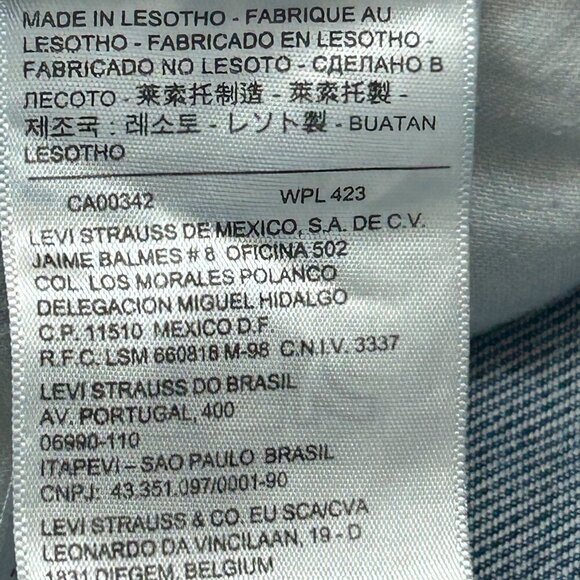 MADE IN LESOTHO - FABRIQUE AU
LESOTHO - FABRICADO EN LESOTHO -
FABRICADO NO LESOTO - СДЕЛАНО В
ЛЕСОТО - 莱索托制造 - 萊索托製 -
제조국 : 레소토 - レソト製 - BUATAN
LESOTHO
CA00342 WPL 423
LEVI STRAUSS DE MEXICO, S.A. DE C.V.
JAIME BALMES # 8 OFICINA 502
COL. LOS MORALES POLANCO
DELEGACION MIGUEL HIDALGO
C.P. 11510 MEXICO D.F.
R.F.C. LSM 660818 M-98 C.N.I.V. 3337
LEVI STRAUSS DO BRASIL
AV. PORTUGAL, 400
06990-110
ITAPEVI – SAO PAULO BRASIL
CNPJ: 43.351.097/0001-90
LEVI STRAUSS & CO. EU SCA/CVA
LEONARDO DA VINCILAAN, 19 - D
1831 DIEGEM, BELGIUM